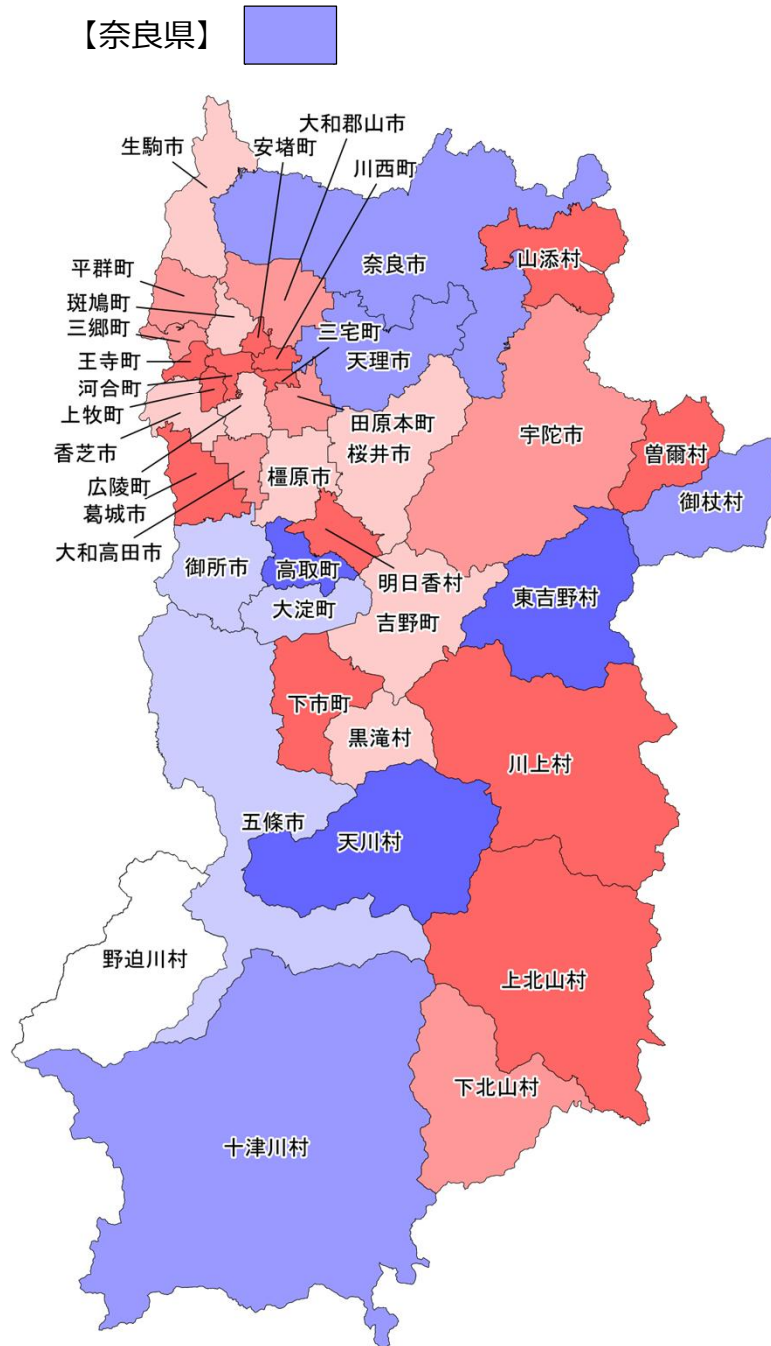 【奈良県】
大和郡山市
生駒市
安堵町
川西町
奈良市
山添村
平群町
斑鳩町
三郷町
三宅町
天理市
王寺町
河合町
上牧町
田原本町
香芝市
桜井市
宇陀市
曽爾村
橿原市
広陵町
御杖村
葛城市
大和高田市
御所市
高取町
明日香村
東吉野村
大淀町
吉野町
下市町
黒滝村
川上村
五條市
天川村
野迫川村
上北山村
下北山村
十津川村